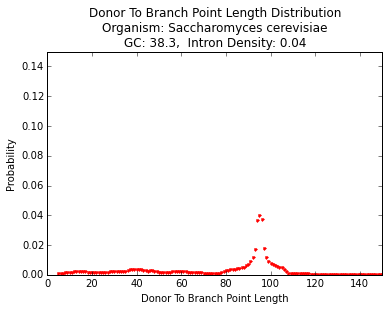 Donor To Branch Point Length Distribution
Organism: Saccharomyces cerevisiae
GC: 38.3,  Intron Density: 0.04
0.14
0.12
0.10
0.08
0.06
0.04
0.02
0.00
Probability
0 20 40 60 80 100 120 140
Donor To Branch Point Length